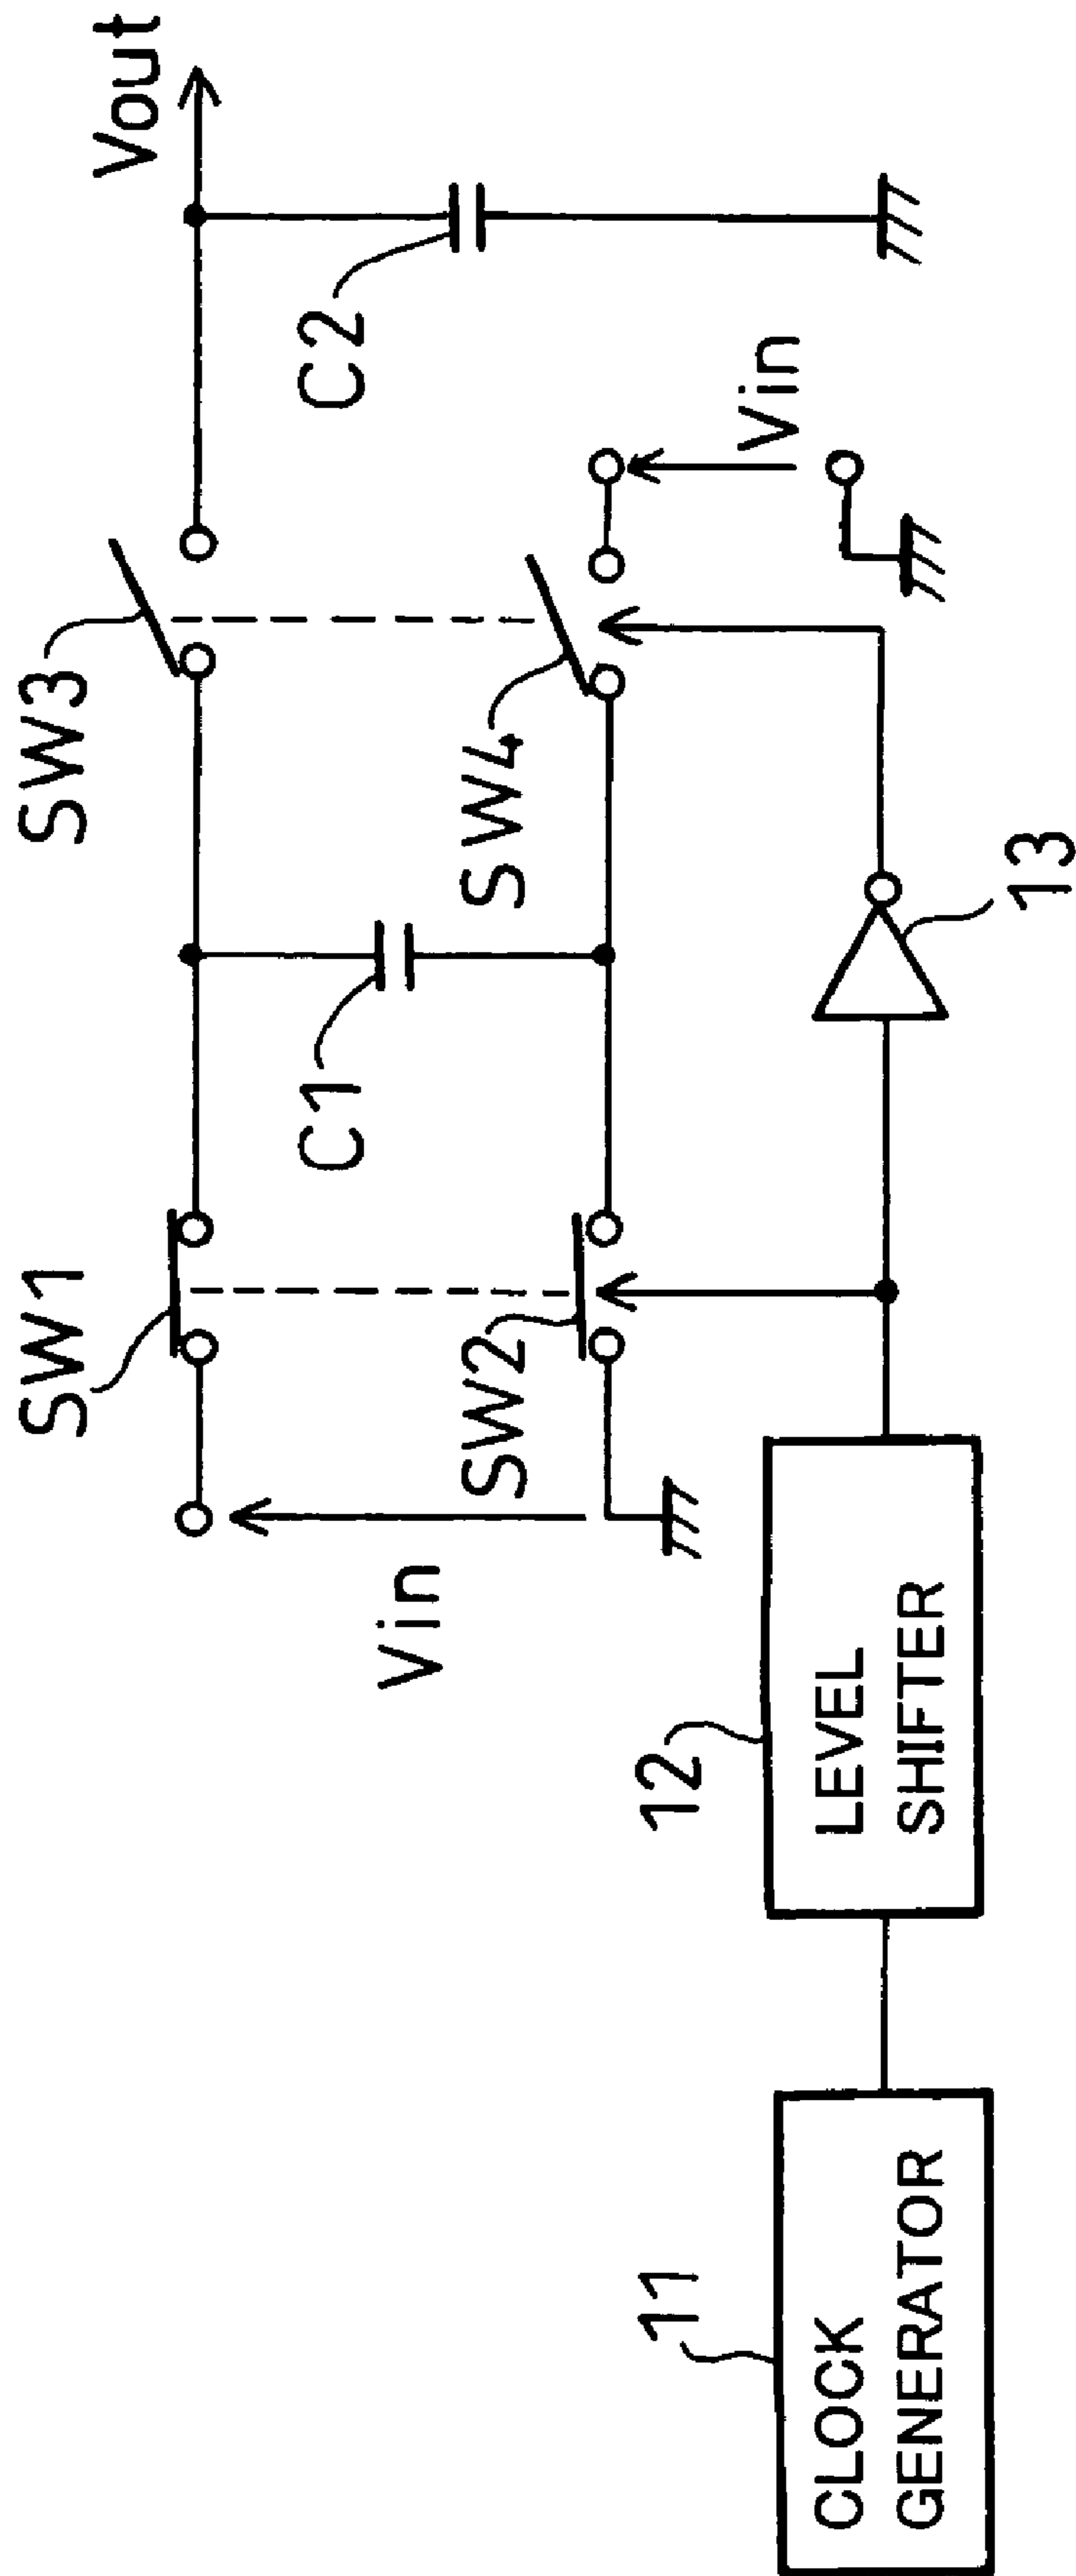 SW1
SW3
Vout
C1
C2
Vin
SW2
SW4
Vin
12
LEVEL
SHIFTER
13
11
CLOCK
GENERATOR